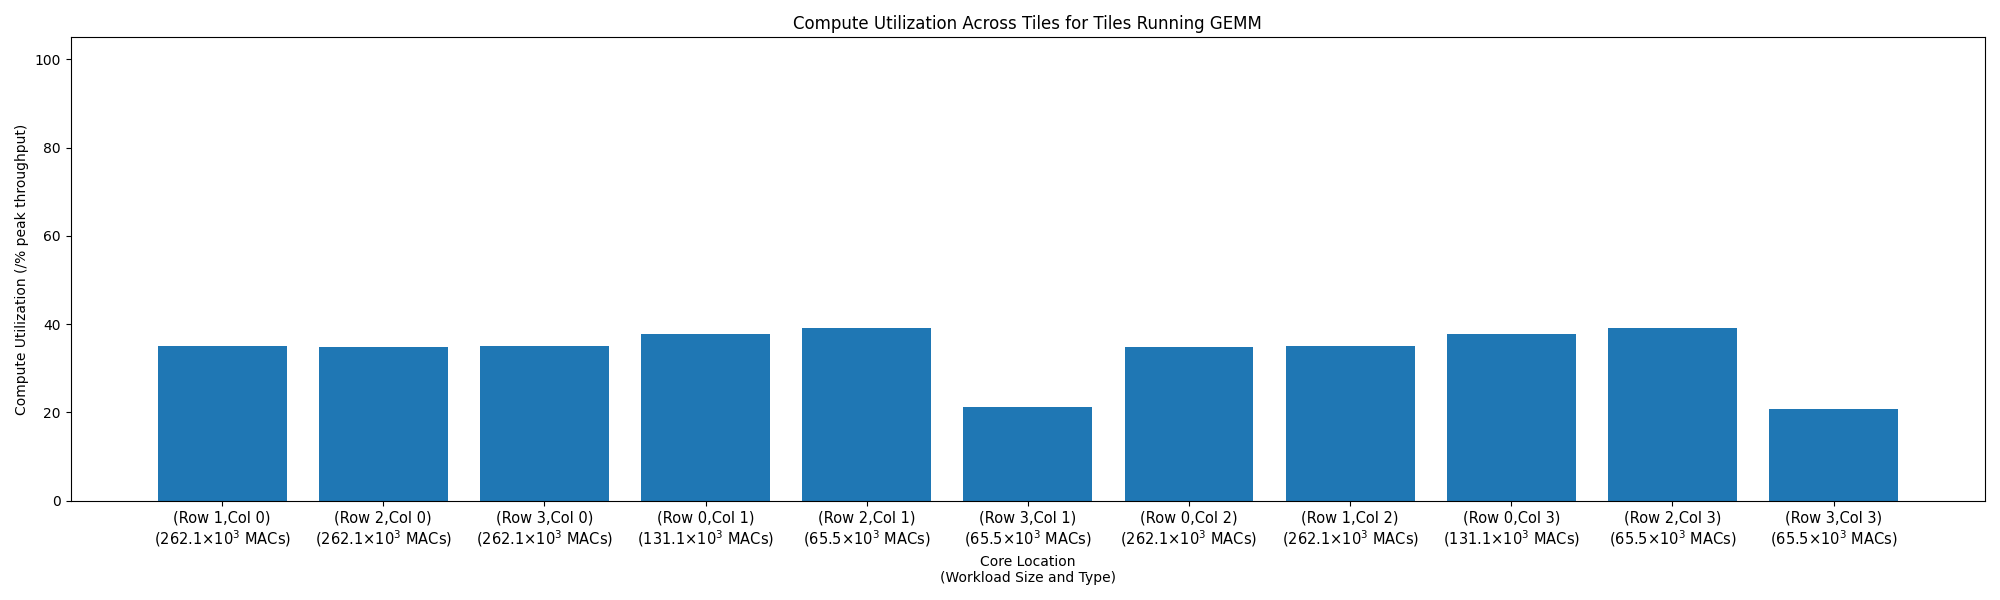 Compute Utilization Across Tiles for Tiles Running GEMM
Compute Utilization (/% peak throughput)
100
80
60
40
20
0
(Row 1,Col 0)
(262.1×10³ MACs)
(Row 2,Col 0)
(262.1×10³ MACs)
(Row 3,Col 0)
(262.1×10³ MACs)
(Row 0,Col 1)
(131.1×10³ MACs)
(Row 2,Col 1)
(65.5×10³ MACs)
(Row 3,Col 1)
(65.5×10³ MACs)
(Row 0,Col 2)
(262.1×10³ MACs)
(Row 1,Col 2)
(262.1×10³ MACs)
(Row 0,Col 3)
(131.1×10³ MACs)
(Row 2,Col 3)
(65.5×10³ MACs)
(Row 3,Col 3)
(65.5×10³ MACs)
Core Location
(Workload Size and Type)